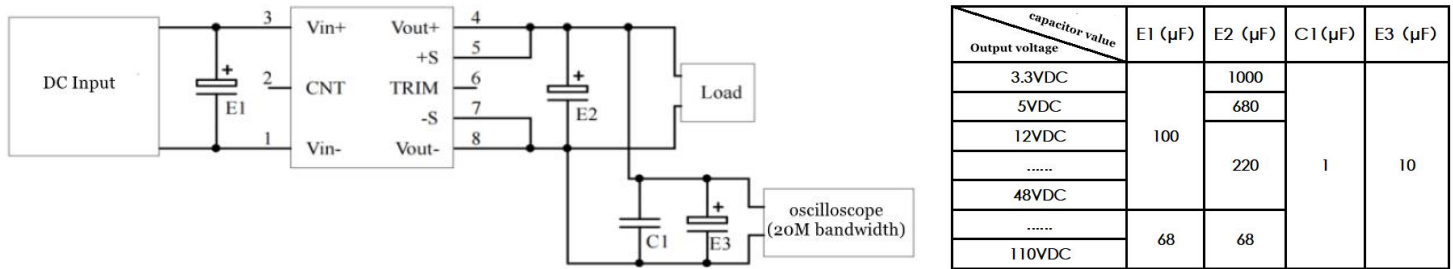 3 Vin+ Vout+ 4
+S 5
DC Input
E1 +
2 CNT TRIM 6
E2 +
Load
-S 7
1 Vin- Vout- 8
C1
E3 +
oscilloscope
(20M bandwidth)
capacitor value
Output voltage
E1 (μF) E2 (μF) C1(μF) E3 (μF)
3.3VDC 1000
5VDC 680
12VDC
100
...... 220 1 10
48VDC
......
68 68
110VDC